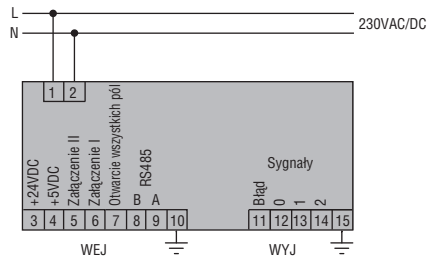 L
N
230VAC/DC
1 2
+24VDC
+5VDC
Załączenie II
Załączenie I
Otwarcie wszystkich pól
B A
RS485
Sygnały
Błąd
0
1
2
3 4 5 6 7 8 9 10
11 12 13 14 15
WEJ
WYJ